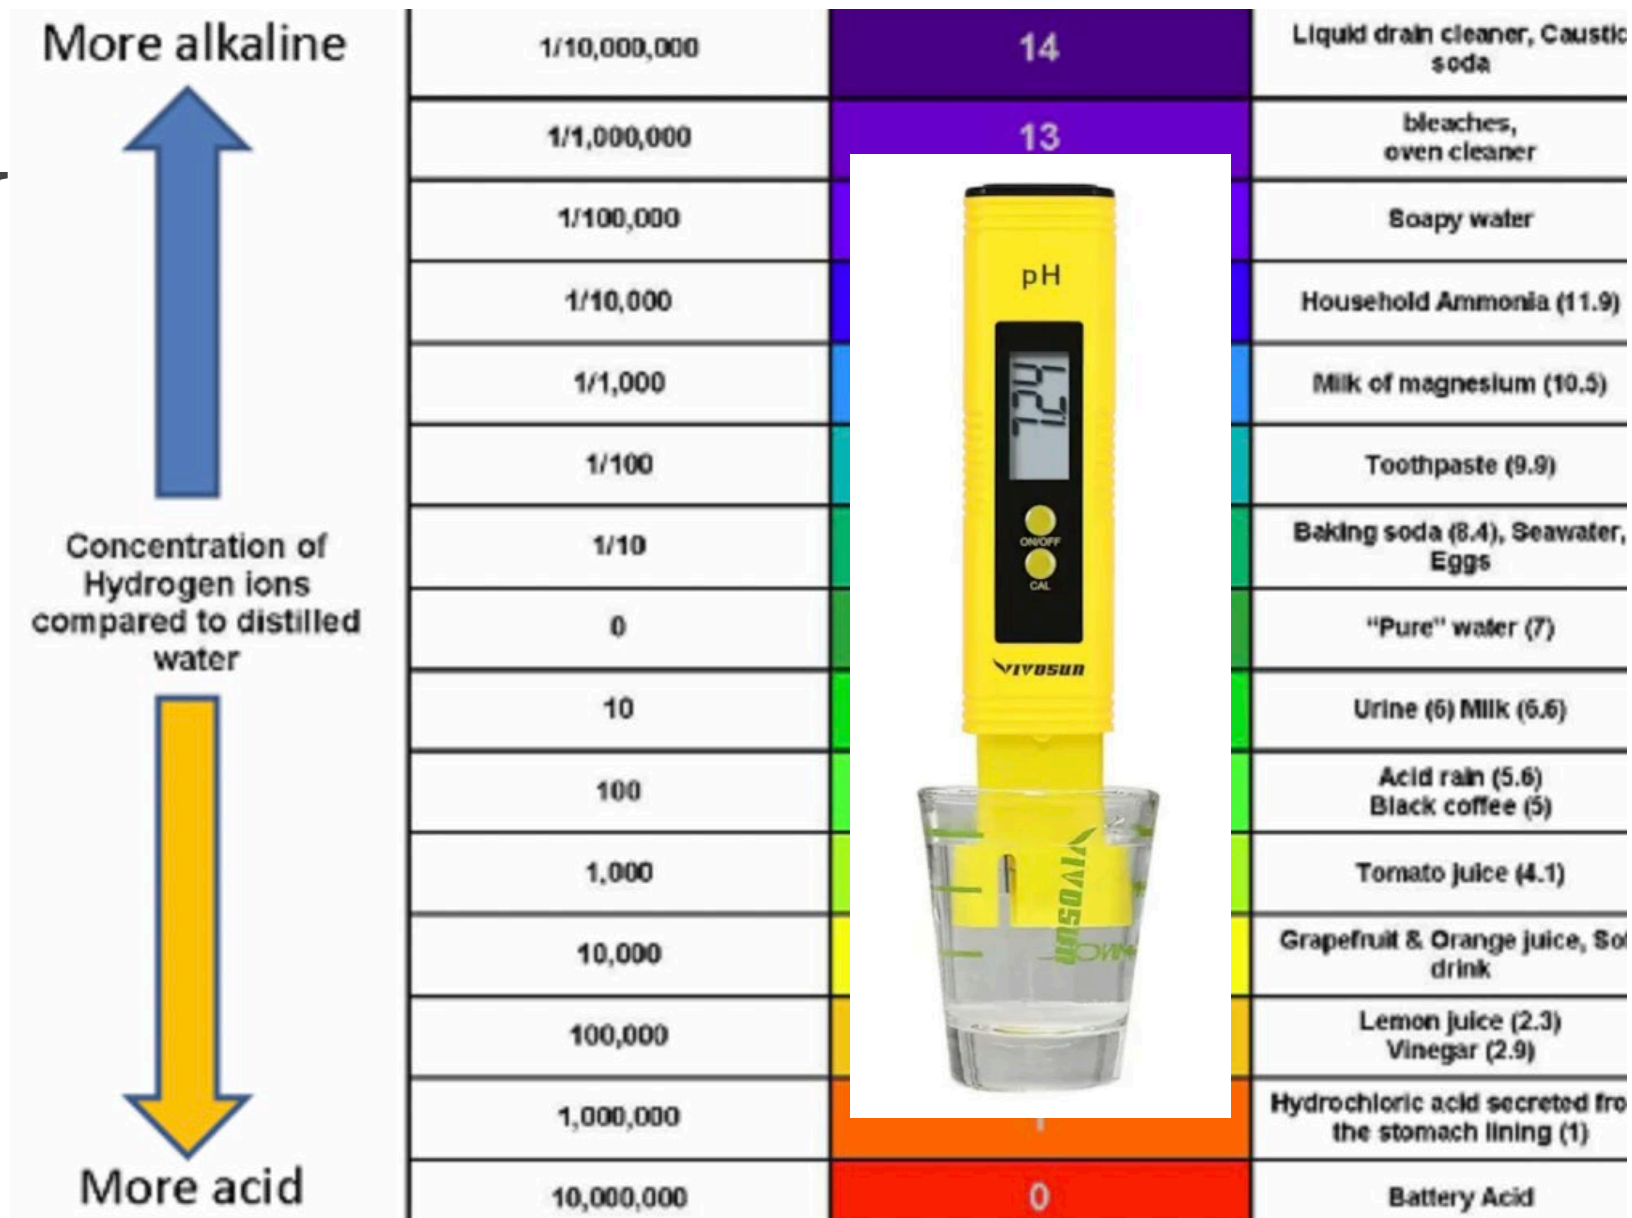 More alkaline
1/10,000,000
14
Liquid drain cleaner, Caustic
soda
1/1,000,000
13
bleaches,
oven cleaner
1/100,000
Soapy water
1/10,000
Household Ammonia (11.9)
1/1,000
Milk of magnesium (10.5)
1/100
Toothpaste (9.9)
1/10
Baking soda (8.4), Seawater,
Eggs
Concentration of
Hydrogen ions
compared to distilled
water
0
"Pure" water (7)
10
Urine (6) Milk (6.6)
100
Acid rain (5.6)
Black coffee (5)
1,000
Tomato juice (4.1)
10,000
Grapefruit & Orange juice, Sof
drink
100,000
Lemon juice (2.3)
Vinegar (2.9)
1,000,000
Hydrochloric acid secreted fro
the stomach lining (1)
More acid
10,000,000
0
Battery Acid
pH
ON/OFF
CAL
VIVOSUN
VIVOSUN